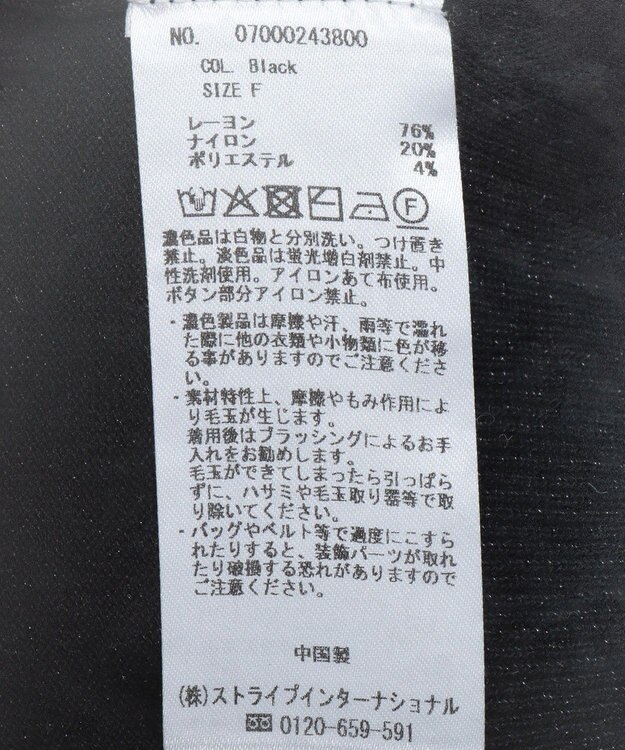 NO. 07000243800
COL. Black
SIZE F
レーヨン 76%
ナイロン 20%
ポリエステル 4%
F
濃色品は白物と分別洗い。つけ置き
禁止。淡色品は蛍光増白剤禁止。中
性洗剤使用。アイロンあて布使用。
ボタン部分アイロン禁止。
・濃色製品は摩擦や汗、雨等で濡れ
た際に他の衣類や小物類に色が移
る事がありますのでご注意くださ
い。
・素材特性上、摩擦やもみ作用によ
り毛玉が生じます。
着用後はブラッシングによるお手
入れをお勧めします。
毛玉ができてしまったら引っぱら
ずに、ハサミや毛玉取り器等で取
り除いてください。
・バッグやベルト等で過度にこすら
れたりすると、装飾パーツが取れ
たり破損する恐れがありますので
ご注意ください。
中国製
(株)ストライプインターナショナル
0120-659-591